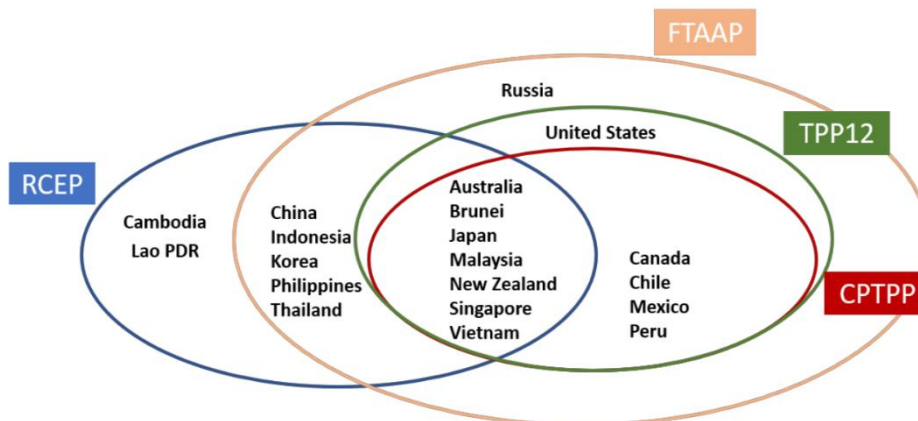 FTAAP
Russia
TPP12
United States
RCEP
Cambodia
Lao PDR
China
Indonesia
Korea
Philippines
Thailand
Australia
Brunei
Japan
Malaysia
New Zealand
Singapore
Vietnam
Canada
Chile
Mexico
Peru
CPTPP